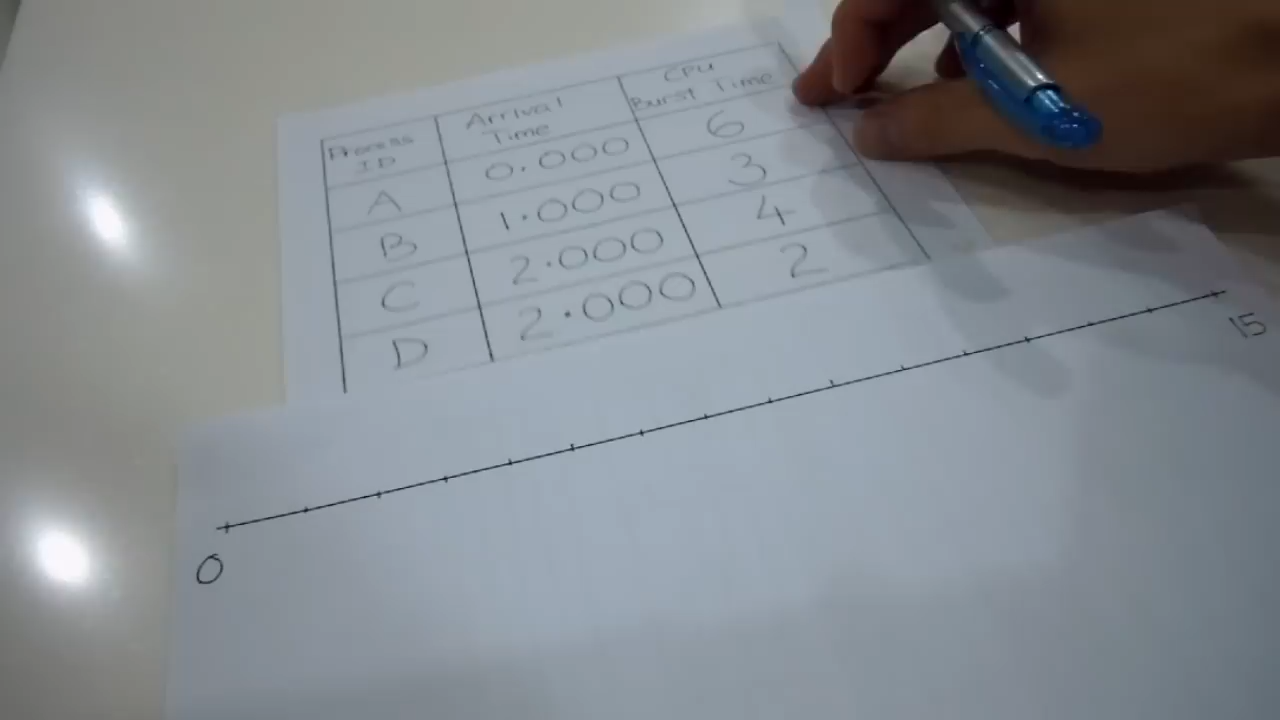 Process ID Arrival Time CPU Burst Time
A 0.000 6
B 1.000 3
C 2.000 4
D 2.000 2
0 15